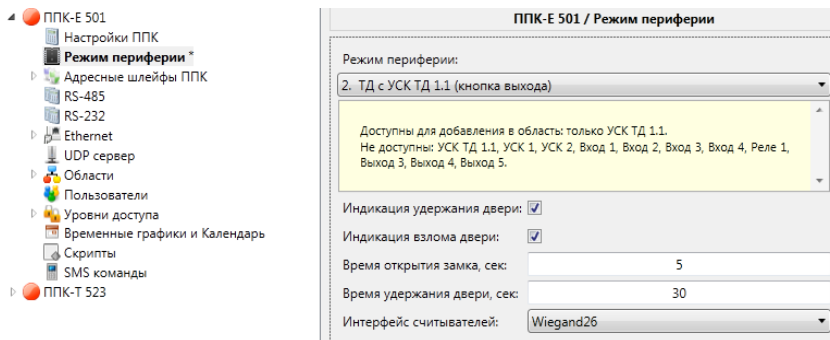 ППК-Е 501
Настройки ППК
Режим периферии *
Адресные шлейфы ППК
RS-485
RS-232
Ethernet
UDP сервер
Области
Пользователи
Уровни доступа
Временные графики и Календарь
Скрипты
SMS команды
ППК-Т 523
ППК-Е 501 / Режим периферии
Режим периферии:
2. ТД с УСК ТД 1.1 (кнопка выхода)
Доступны для добавления в область: только УСК ТД 1.1.
Не доступны: УСК ТД 1.1, УСК 1, УСК 2, Вход 1, Вход 2, Вход 3, Вход 4, Реле 1,
Выход 3, Выход 4, Выход 5.
Индикация удержания двери:
Индикация взлома двери:
Время открытия замка, сек: 5
Время удержания двери, сек: 30
Интерфейс считывателей: Wiegand26